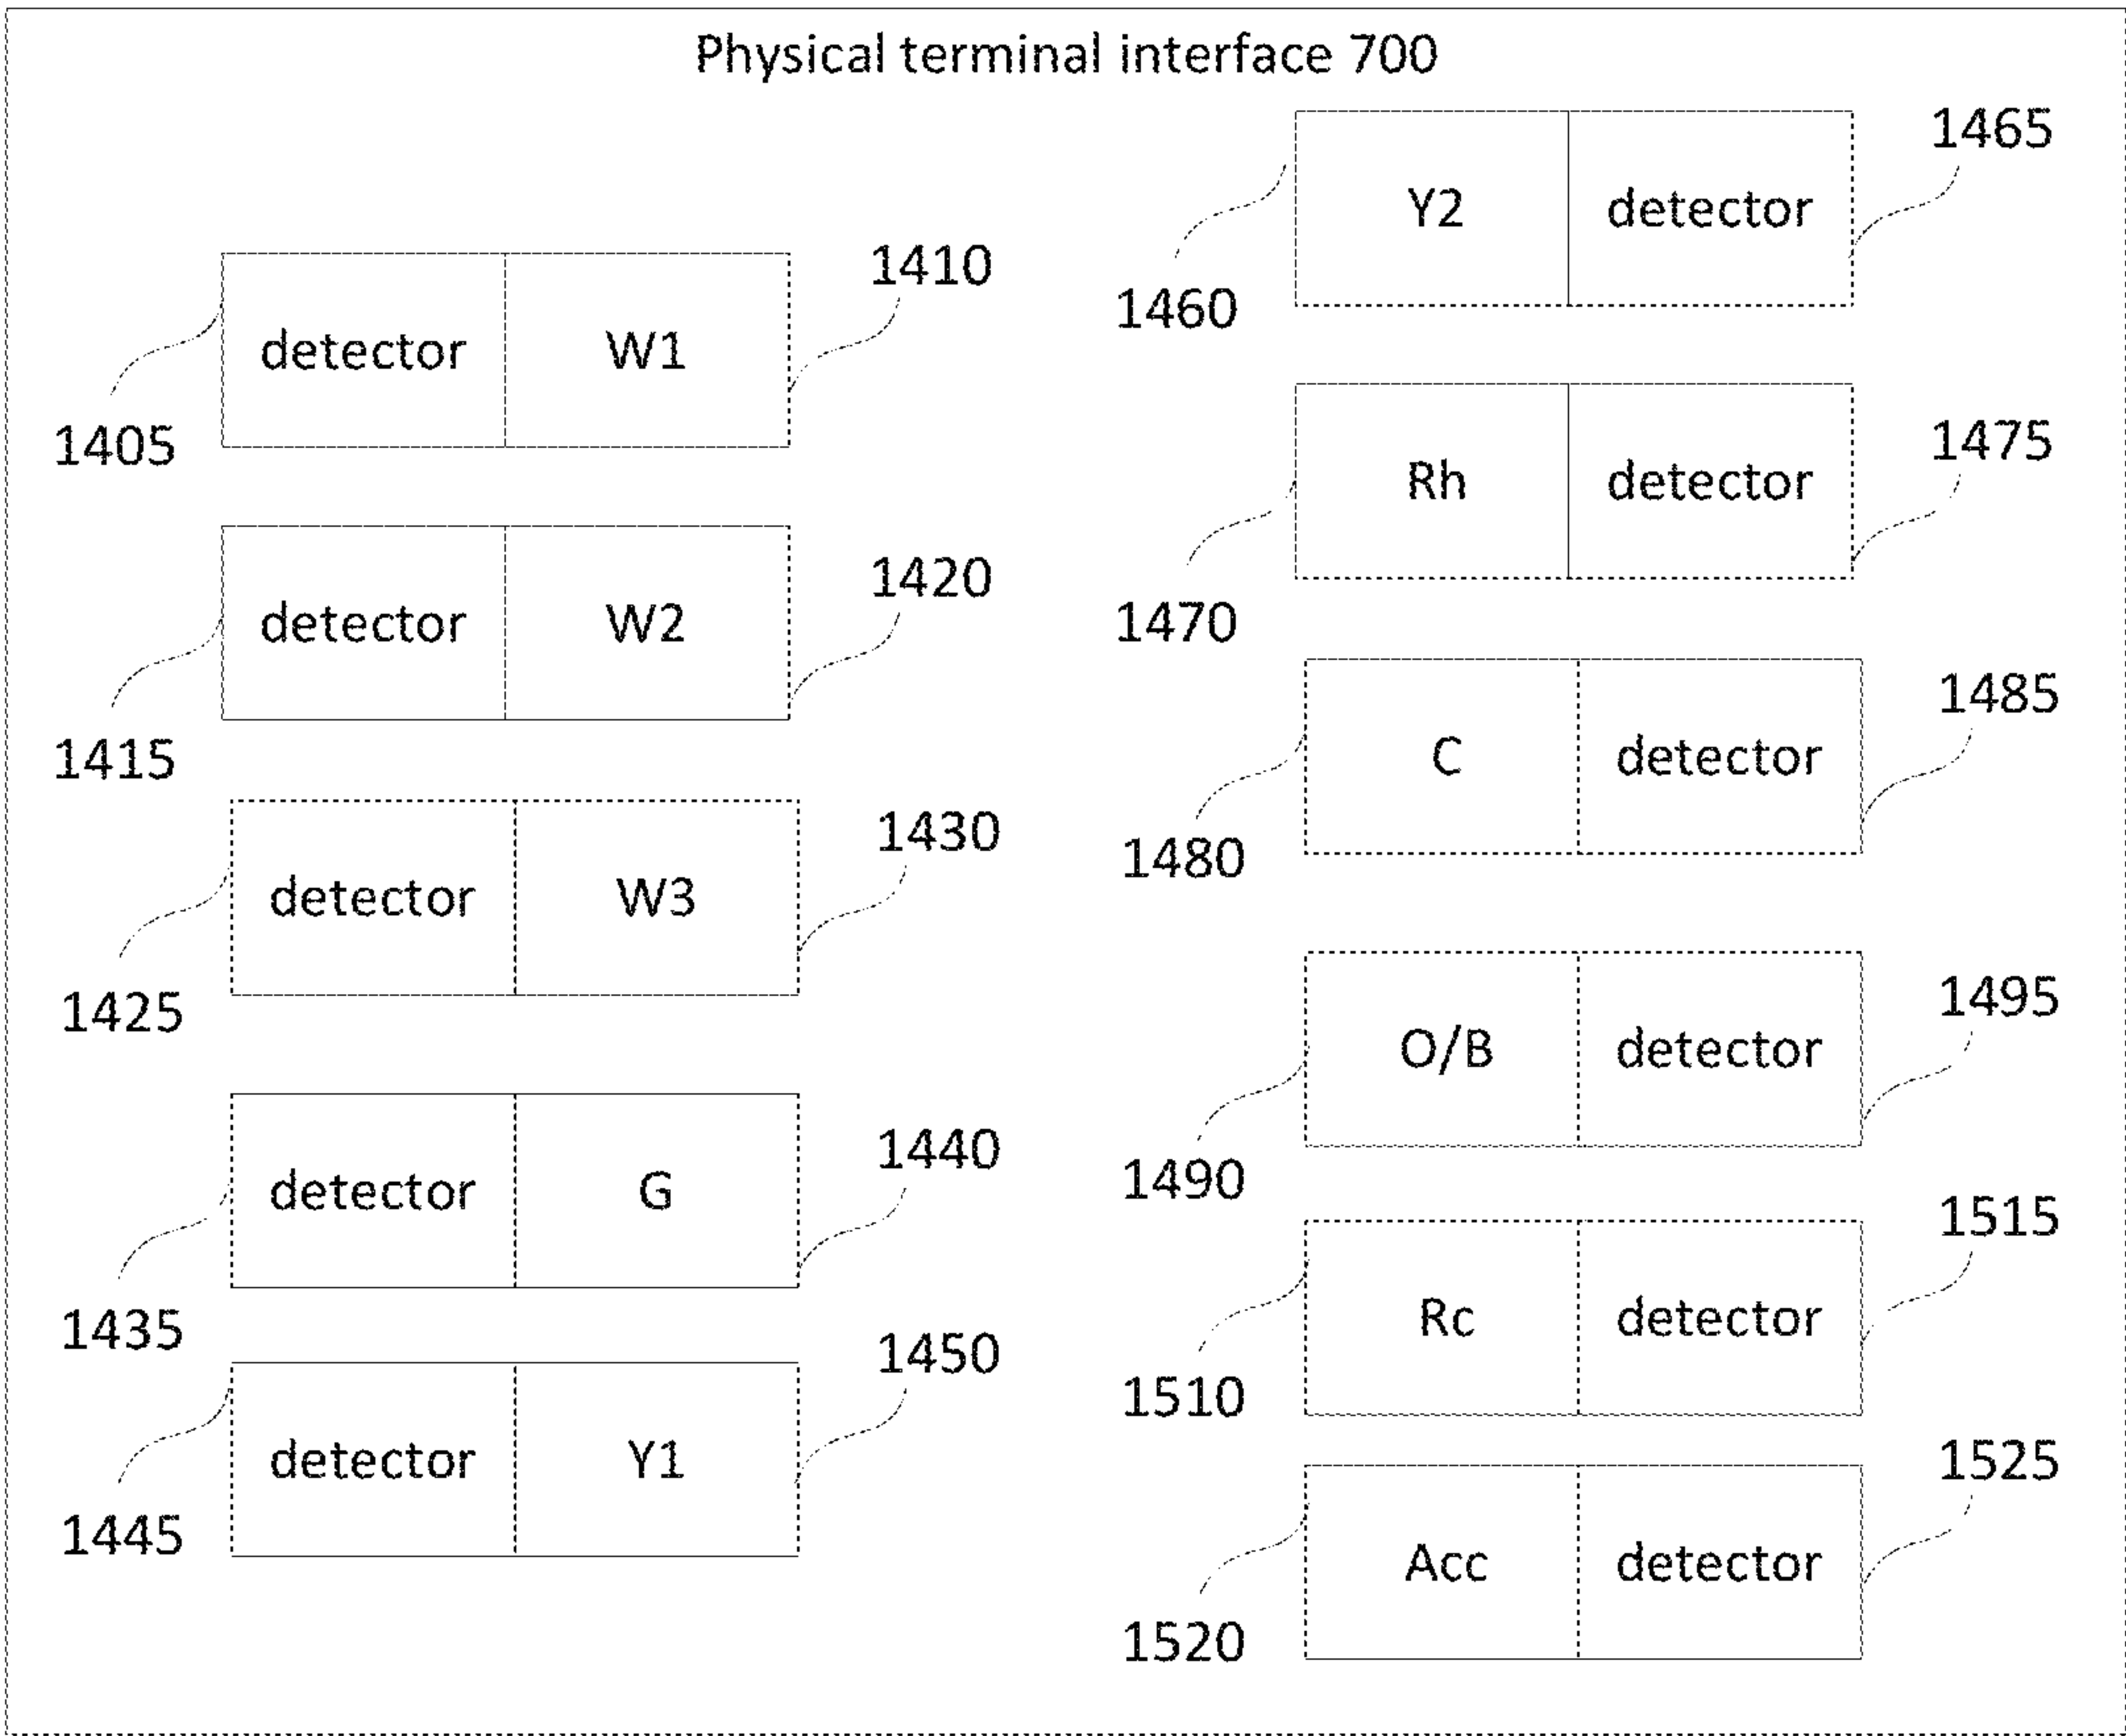 Physical terminal interface 700
detector W1
1405
1410
detector W2
1415
1420
detector W3
1425
1430
detector G
1435
1440
detector Y1
1445
1450
Y2 detector
1460
1465
Rh detector
1470
1475
C detector
1480
1485
O/B detector
1490
1495
Rc detector
1510
1515
Acc detector
1520
1525